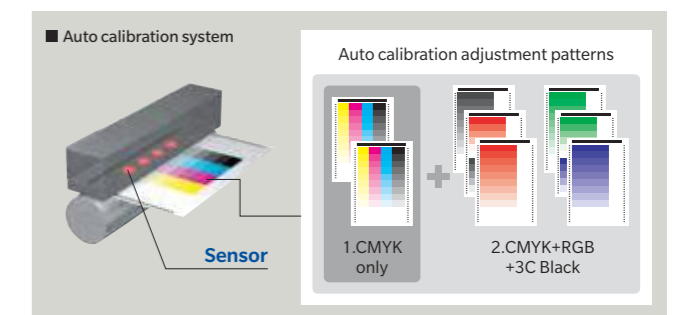 ■ Auto calibration system
Auto calibration adjustment patterns
Sensor
1.CMYK
only
2.CMYK+RGB
+3C Black